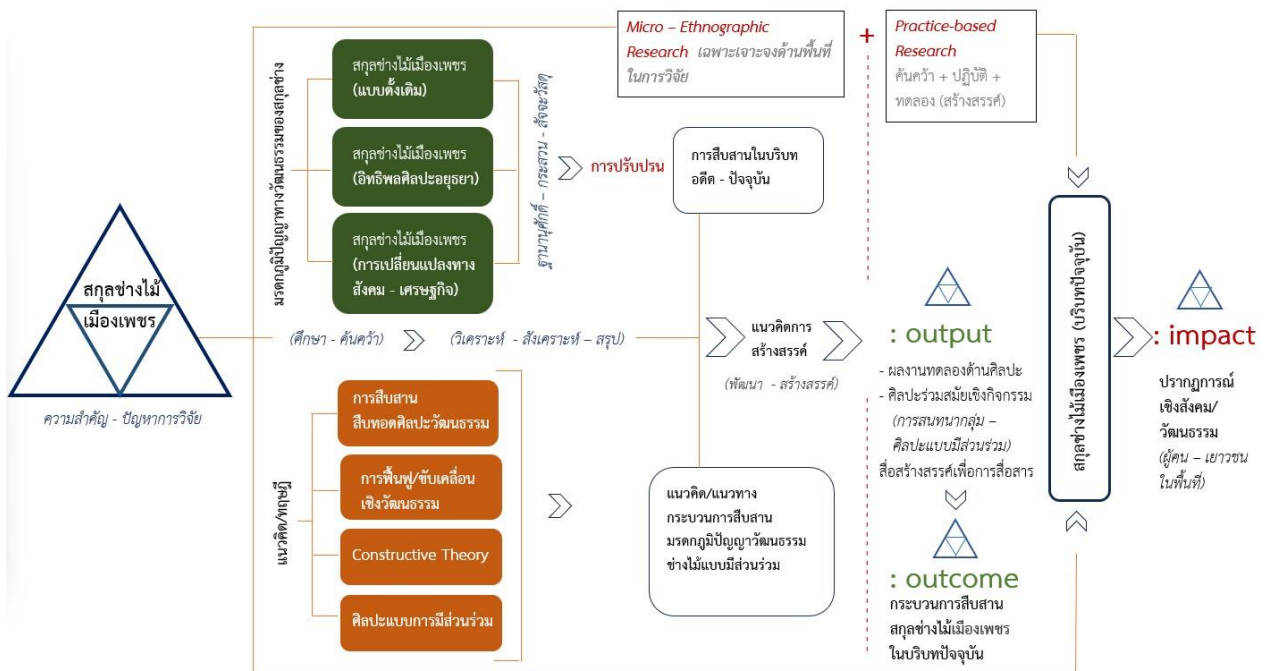 สกุลช่างไม้
เมืองเพชร
ความสำคัญ - ปัญหาการวิจัย
มรดกภูมิปัญญาทางวัฒนธรรมของสกุลช่าง
สกุลช่างไม้เมืองเพชร
(แบบดั้งเดิม)
สกุลช่างไม้เมืองเพชร
(อิทธิพลศิลปะอยุธยา)
สกุลช่างไม้เมืองเพชร
(การเปลี่ยนแปลงทาง
สังคม - เศรษฐกิจ)
ฐานานุศักดิ์ – กระสวน - สัจจะวัสดุ
การปรับปรน
การสืบสานในบริบท
อดีต - ปัจจุบัน
Micro – Ethnographic
Research เฉพาะเจาะจงด้านพื้นที่
ในการวิจัย
+
Practice-based
Research
ค้นคว้า + ปฏิบัติ +
ทดลอง (สร้างสรรค์)
(ศึกษา - ค้นคว้า)
(วิเคราะห์ - สังเคราะห์ – สรุป)
แนวคิดการ
สร้างสรรค์
(พัฒนา - สร้างสรรค์)
แนวคิด/ทฤษฎี
การสืบสาน
สืบทอดศิลปะวัฒนธรรม
การฟื้นฟู/ขับเคลื่อน
เชิงวัฒนธรรม
Constructive Theory
ศิลปะแบบการมีส่วนร่วม
แนวคิด/แนวทาง
กระบวนการสืบสาน
มรดกภูมิปัญญาวัฒนธรรม
ช่างไม้แบบมีส่วนร่วม
: output
- ผลงานทดลองด้านศิลปะ
- ศิลปะร่วมสมัยเชิงกิจกรรม
(การสนทนากลุ่ม –
ศิลปะแบบมีส่วนร่วม)
สื่อสร้างสรรค์เพื่อการสื่อสาร
: outcome
กระบวนการสืบสาน
สกุลช่างไม้เมืองเพชร
ในบริบทปัจจุบัน
สกุลช่างไม้เมืองเพชร (บริบทปัจจุบัน)
: impact
ปรากฏการณ์
เชิงสังคม/
วัฒนธรรม
(ผู้คน – เยาวชน
ในพื้นที่)